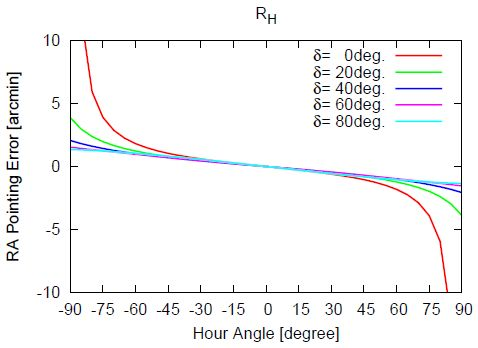 R_H
10
5
0
-5
-10
RA Pointing Error [arcmin]
δ= 0deg.
δ= 20deg.
δ= 40deg.
δ= 60deg.
δ= 80deg.
-90 -75 -60 -45 -30 -15 0 15 30 45 60 75 90
Hour Angle [degree]